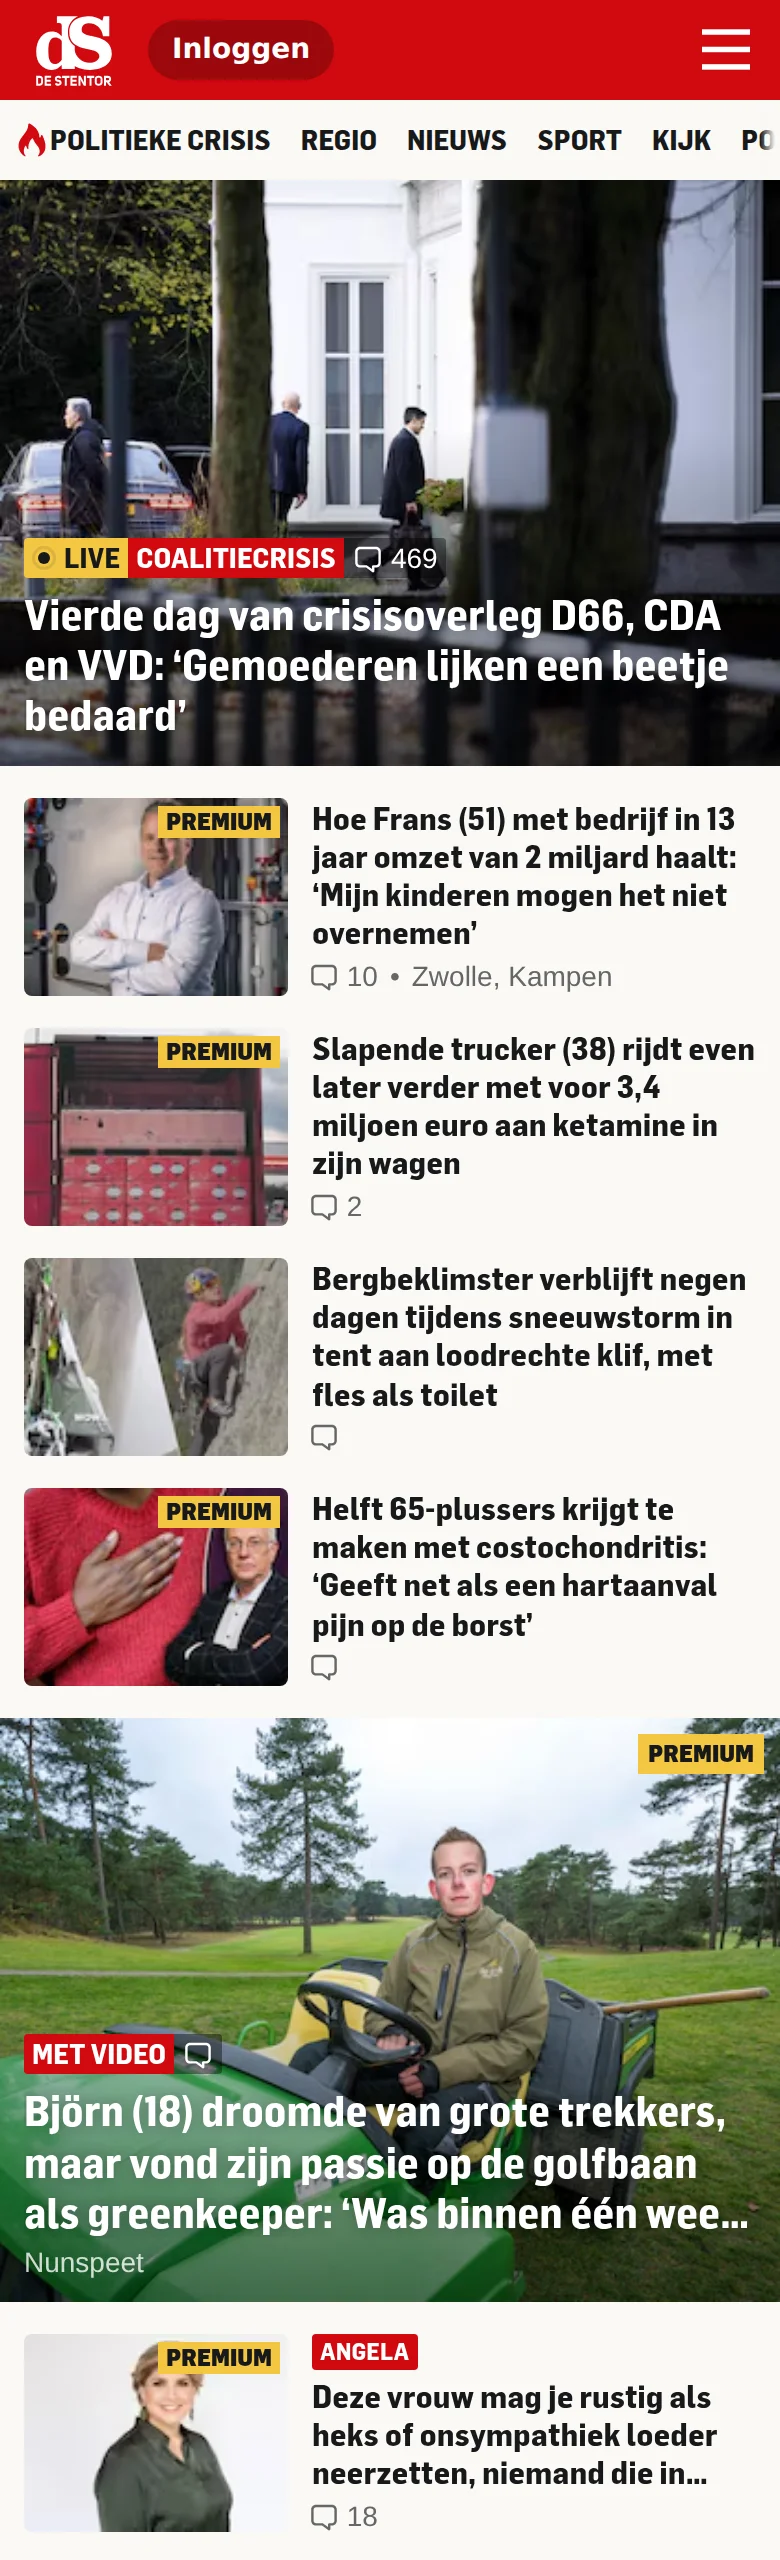 dS
DE STENTOR
Inloggen
POLITIEKE CRISIS REGIO NIEUWS SPORT KIJK PO
LIVE COALITIECRISIS 469
Vierde dag van crisisoverleg D66, CDA
en VVD: ‘Gemoederen lijken een beetje
bedaard’
PREMIUM
Hoe Frans (51) met bedrijf in 13
jaar omzet van 2 miljard haalt:
‘Mijn kinderen mogen het niet
overnemen’
10 • Zwolle, Kampen
PREMIUM
Slapende trucker (38) rijdt even
later verder met voor 3,4
miljoen euro aan ketamine in
zijn wagen
2
Bergbeklimster verblijft negen
dagen tijdens sneeuwstorm in
tent aan loodrechte klif, met
fles als toilet
PREMIUM
Helft 65-plussers krijgt te
maken met costochondritis:
‘Geeft net als een hartaanval
pijn op de borst’
PREMIUM
MET VIDEO
Björn (18) droomde van grote trekkers,
maar vond zijn passie op de golfbaan
als greenkeeper: ‘Was binnen één wee...
Nunspeet
PREMIUM
ANGELA
Deze vrouw mag je rustig als
heks of onsympathiek loeder
neerzetten, niemand die in...
18